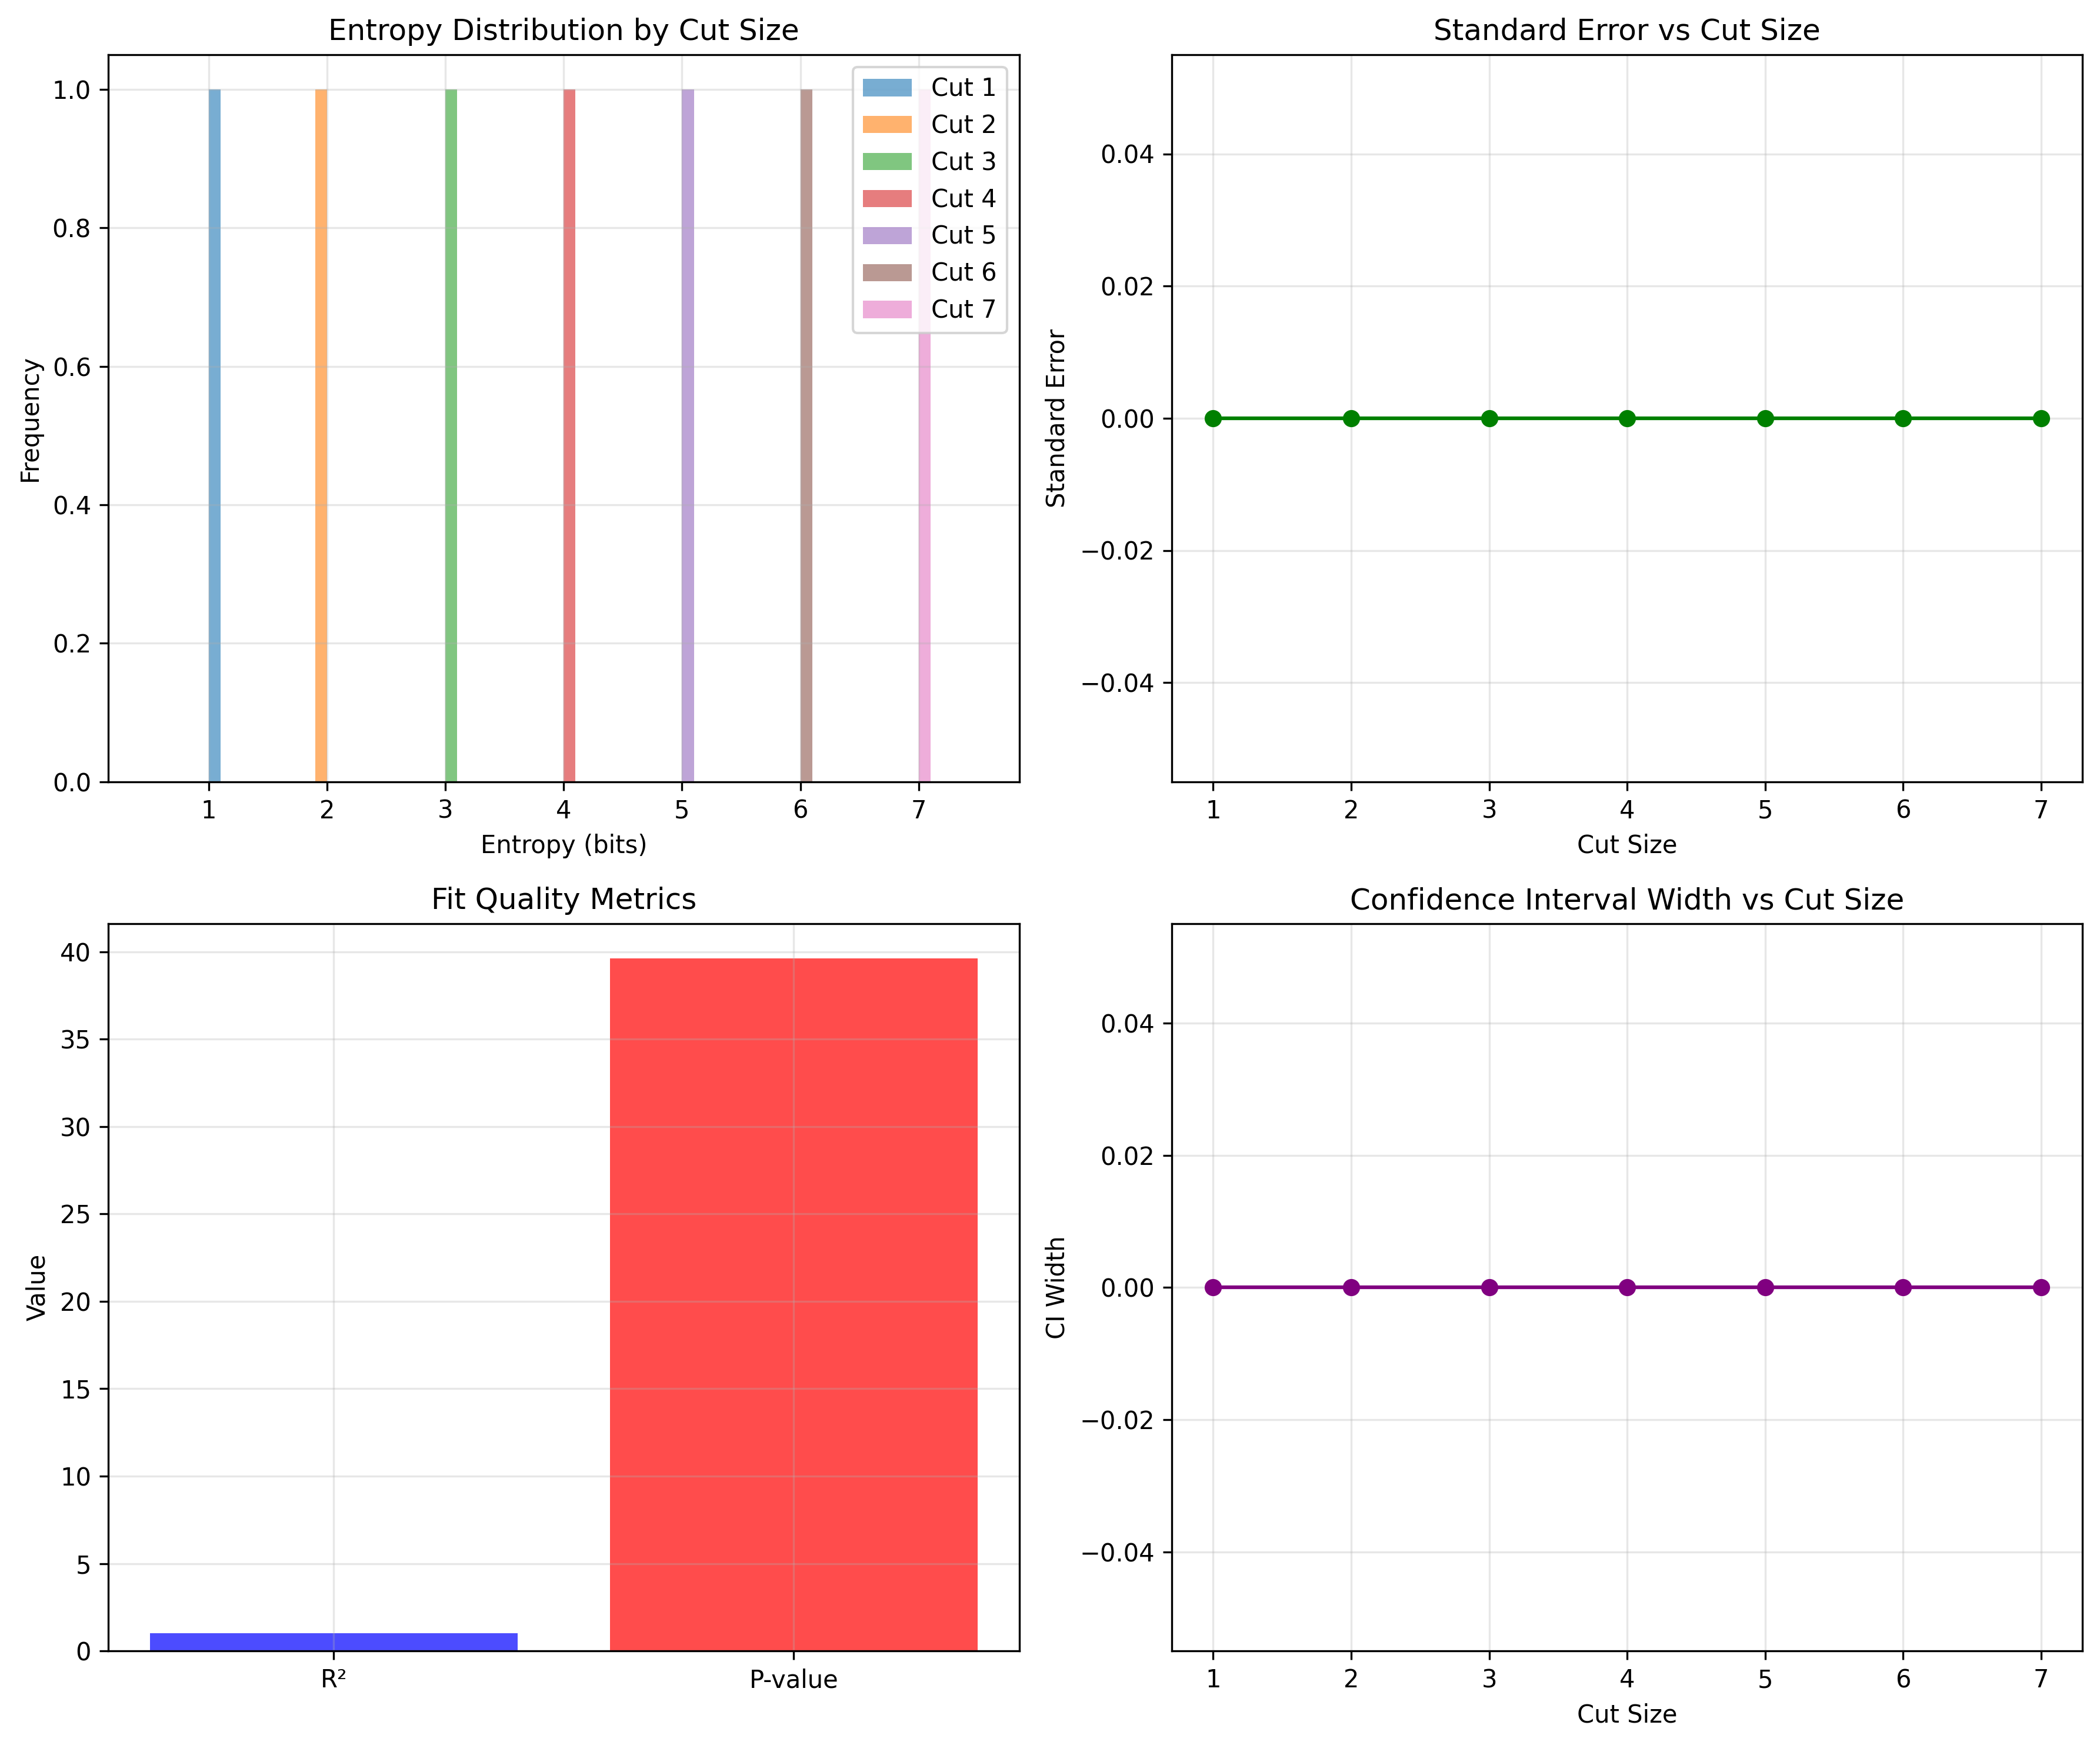 Entropy Distribution by Cut Size
1.0
0.8
0.6
0.4
0.2
0.0
Frequency
1 2 3 4 5 6 7
Entropy (bits)
Cut 1
Cut 2
Cut 3
Cut 4
Cut 5
Cut 6
Cut 7
Standard Error vs Cut Size
0.04
0.02
0.00
−0.02
−0.04
Standard Error
1 2 3 4 5 6 7
Cut Size
Fit Quality Metrics
40
35
30
25
20
15
10
5
0
Value
R² P-value
Confidence Interval Width vs Cut Size
0.04
0.02
0.00
−0.02
−0.04
CI Width
1 2 3 4 5 6 7
Cut Size